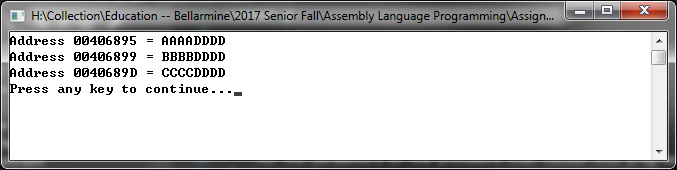 H:\Collection\Education -- Bellarmine\2017 Senior Fall\Assembly Language Programming\Assign...
Address 00406895 = AAAADDDD
Address 00406899 = BBBBDDDD
Address 0040689D = CCCCDDDD
Press any key to continue...